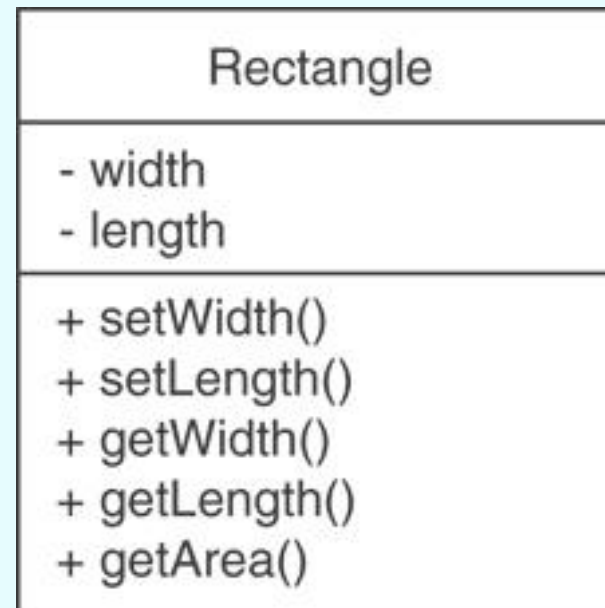 Rectangle
- width
- length
+ setWidth()
+ setLength()
+ getWidth()
+ getLength()
+ getArea()